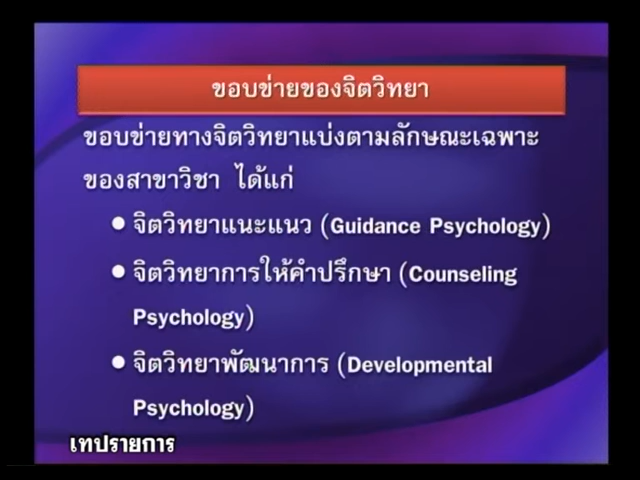 ขอบข่ายของจิตวิทยา
ขอบข่ายทางจิตวิทยาแบ่งตามลักษณะเฉพาะ
ของสาขาวิชา ได้แก่
● จิตวิทยาแนะแนว (Guidance Psychology)
● จิตวิทยาการให้คำปรึกษา (Counseling
Psychology)
● จิตวิทยาพัฒนาการ (Developmental
Psychology)
เทปรายการ